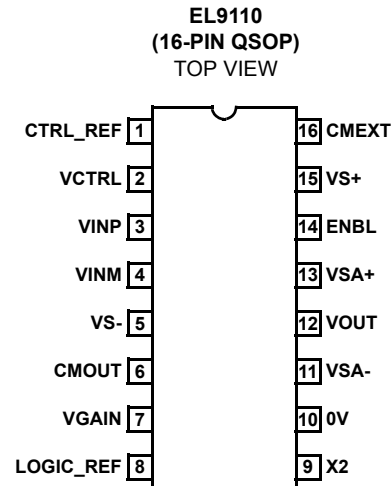 EL9110
(16-PIN QSOP)
TOP VIEW
CTRL_REF 1 16 CMEXT
VCTRL 2 15 VS+
VINP 3 14 ENBL
VINM 4 13 VSA+
VS- 5 12 VOUT
CMOUT 6 11 VSA-
VGAIN 7 10 0V
LOGIC_REF 8 9 X2